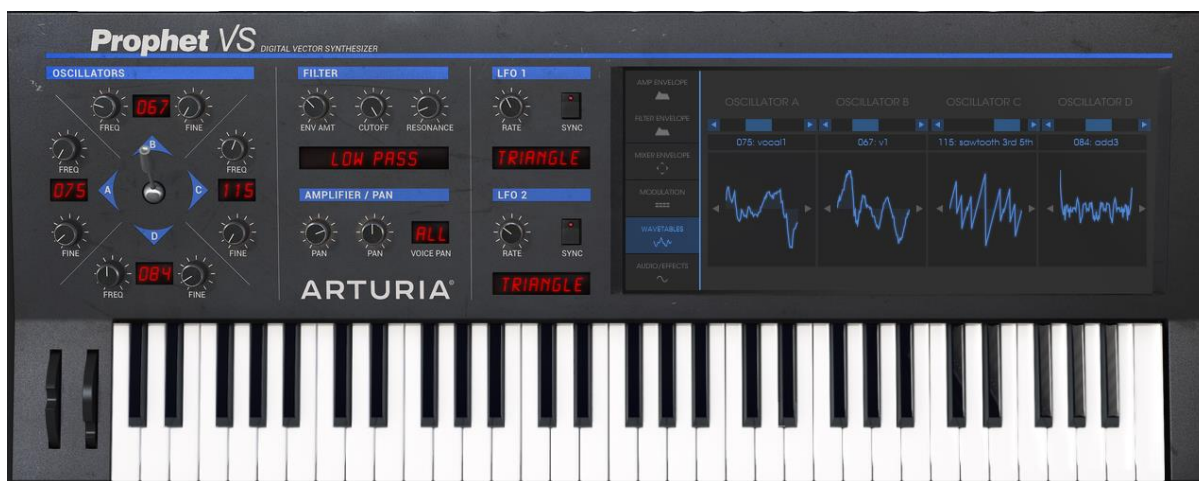 Prophet VS DIGITAL VECTOR SYNTHESIZER
OSCILLATORS
067
FREQ
FINE
B
FREQ
FREQ
075
A
C
115
FINE
D
FINE
084
FREQ
FINE
FILTER
ENV AMT
CUTOFF
RESONANCE
LOW PASS
AMPLIFIER / PAN
PAN
PAN
ALL
VOICE PAN
ARTURIA®
LFO 1
RATE
SYNC
TRIANGLE
LFO 2
RATE
SYNC
TRIANGLE
AMP ENVELOPE
FILTER ENVELOPE
MIXER ENVELOPE
MODULATION
WAVETABLES
AUDIO/EFFECTS
OSCILLATOR A
OSCILLATOR B
OSCILLATOR C
OSCILLATOR D
075: vocal1
067: v1
115: sawtooth 3rd 5th
084: odd3